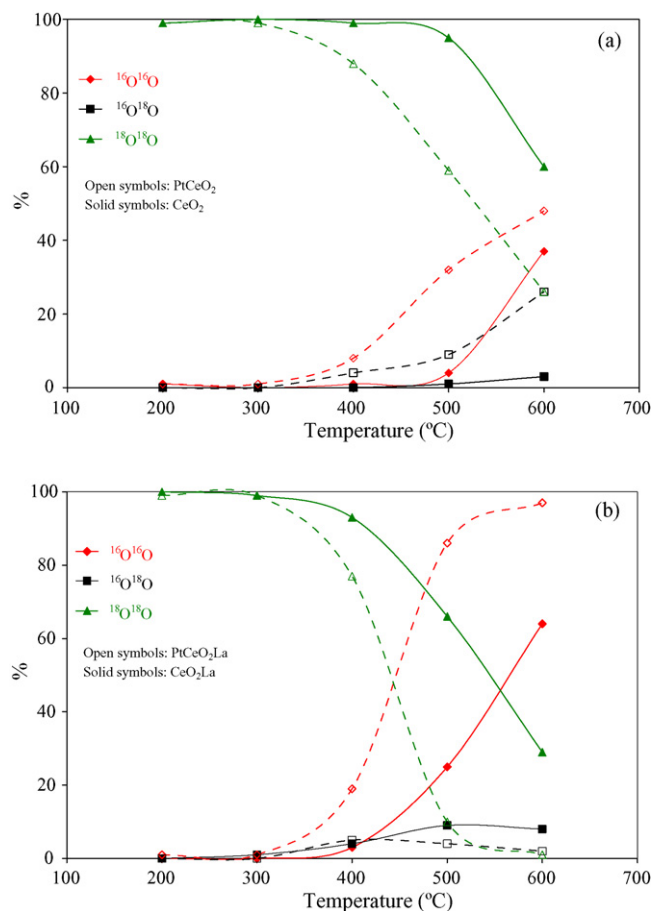 100
(a)
80
¹⁶O¹⁶O
¹⁶O¹⁸O
¹⁸O¹⁸O
60
%
Open symbols: PtCeO₂
Solid symbols: CeO₂
40
20
0
100 200 300 400 500 600 700
Temperature (ºC)
100
(b)
80
¹⁶O¹⁶O
¹⁶O¹⁸O
¹⁸O¹⁸O
60
%
Open symbols: PtCeO₂La
Solid symbols: CeO₂La
40
20
0
100 200 300 400 500 600 700
Temperature (ºC)